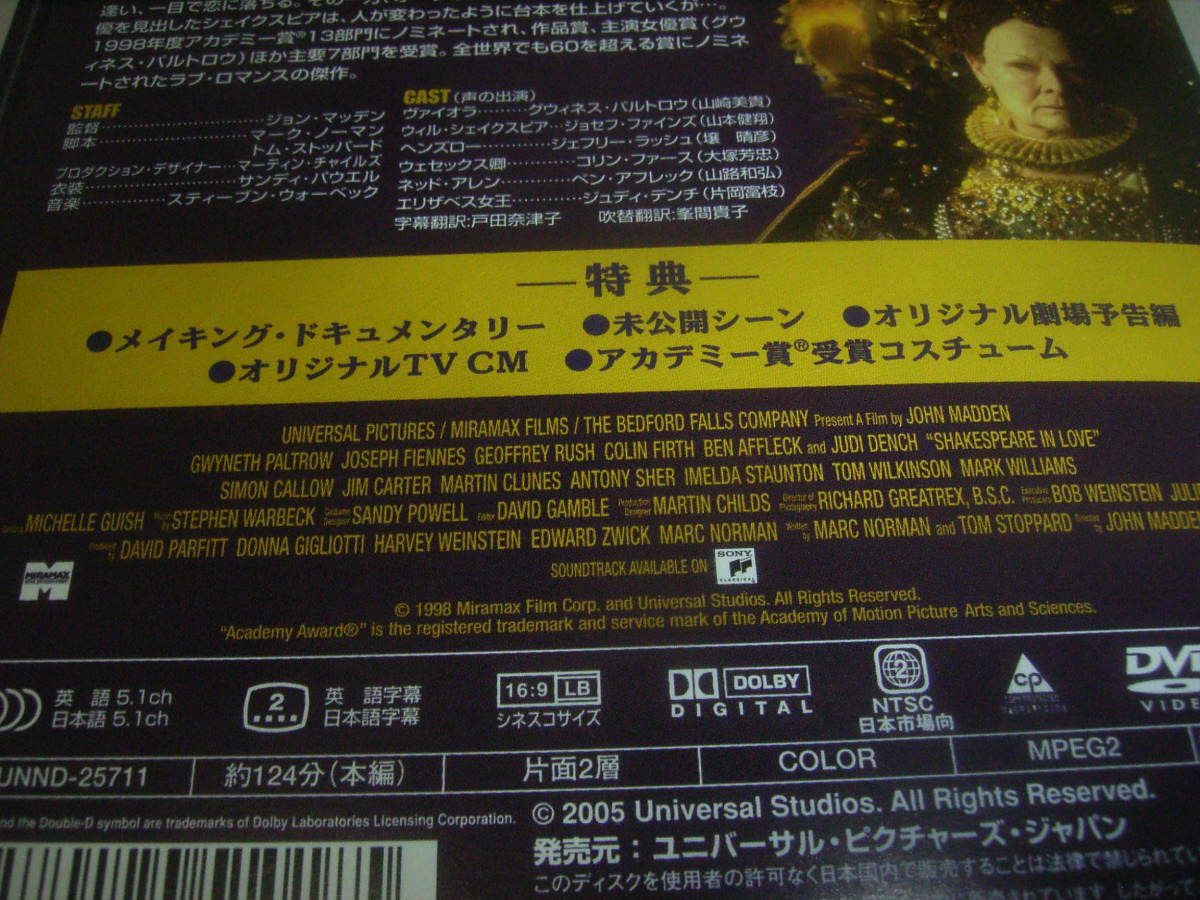 違い、一目で恋に落ちる。
優を見出したシェイクスピアは、人が変わったように台本を仕上げていくが…。
1998年度アカデミー賞®13部門にノミネートされ、作品賞、主演女優賞（グウ
ィネス・パルトロウ）ほか主要7部門を受賞。全世界でも60を超える賞にノミネ
ートされたラブ・ロマンスの傑作。
STAFF
監督 ジョン・マッデン
脚本 マーク・ノーマン
トム・ストッパード
プロダクション・デザイナー マーティン・チャイルズ
衣装 サンディ・パウエル
音楽 スティーブン・ウォーベック
CAST（声の出演）
ヴァイオラ グウィネス・パルトロウ（山崎美貴）
ウィル・シェイクスピア ジョセフ・ファインズ（山本健翔）
ヘンズロー ジェフリー・ラッシュ（壤 晴彦）
ウェセックス卿 コリン・ファース（大塚芳忠）
ネッド・アレン ベン・アフレック（山路和弘）
エリザベス女王 ジュディ・デンチ（片岡富枝）
字幕翻訳：戸田奈津子 吹替翻訳：峯間貴子
特典
●メイキング・ドキュメンタリー ●未公開シーン ●オリジナル劇場予告編
●オリジナルTV CM ●アカデミー賞®受賞コスチューム
UNIVERSAL PICTURES / MIRAMAX FILMS / THE BEDFORD FALLS COMPANY Present A Film by JOHN MADDEN
GWYNETH PALTROW JOSEPH FIENNES GEOFFREY RUSH COLIN FIRTH BEN AFFLECK and JUDI DENCH "SHAKESPEARE IN LOVE"
SIMON CALLOW JIM CARTER MARTIN CLUNES ANTONY SHER IMELDA STAUNTON TOM WILKINSON MARK WILLIAMS
MICHELLE GUISH Music by STEPHEN WARBECK Costume Designer SANDY POWELL Editor DAVID GAMBLE Production Designer MARTIN CHILDS Director of Photography RICHARD GREATREX, B.S.C. Executive Producers BOB WEINSTEIN
Produced by DAVID PARFITT DONNA GIGLIOTTI HARVEY WEINSTEIN EDWARD ZWICK MARC NORMAN Written by MARC NORMAN and TOM STOPPARD Directed by JOHN MADDE
MIRAMAX
SOUNDTRACK AVAILABLE ON SONY CLASSICAL
© 1998 Miramax Film Corp. and Universal Studios. All Rights Reserved.
"Academy Award®" is the registered trademark and service mark of the Academy of Motion Picture Arts and Sciences.
英 語 5.1ch
日本語 5.1ch
2
英 語字幕
日本語字幕
16:9 LB
シネスコサイズ
DOLBY
DIGITAL
2
NTSC
日本市場向
cp
DVD
VIDEO
UNND-25711 約124分（本編） 片面2層 COLOR MPEG2
nd the Double-D symbol are trademarks of Dolby Laboratories Licensing Corporation.
© 2005 Universal Studios. All Rights Reserved.
発売元：ユニバーサル・ピクチャーズ・ジャパン
このディスクを使用者の許可なく日本国内で販売することは法律で禁じられてい